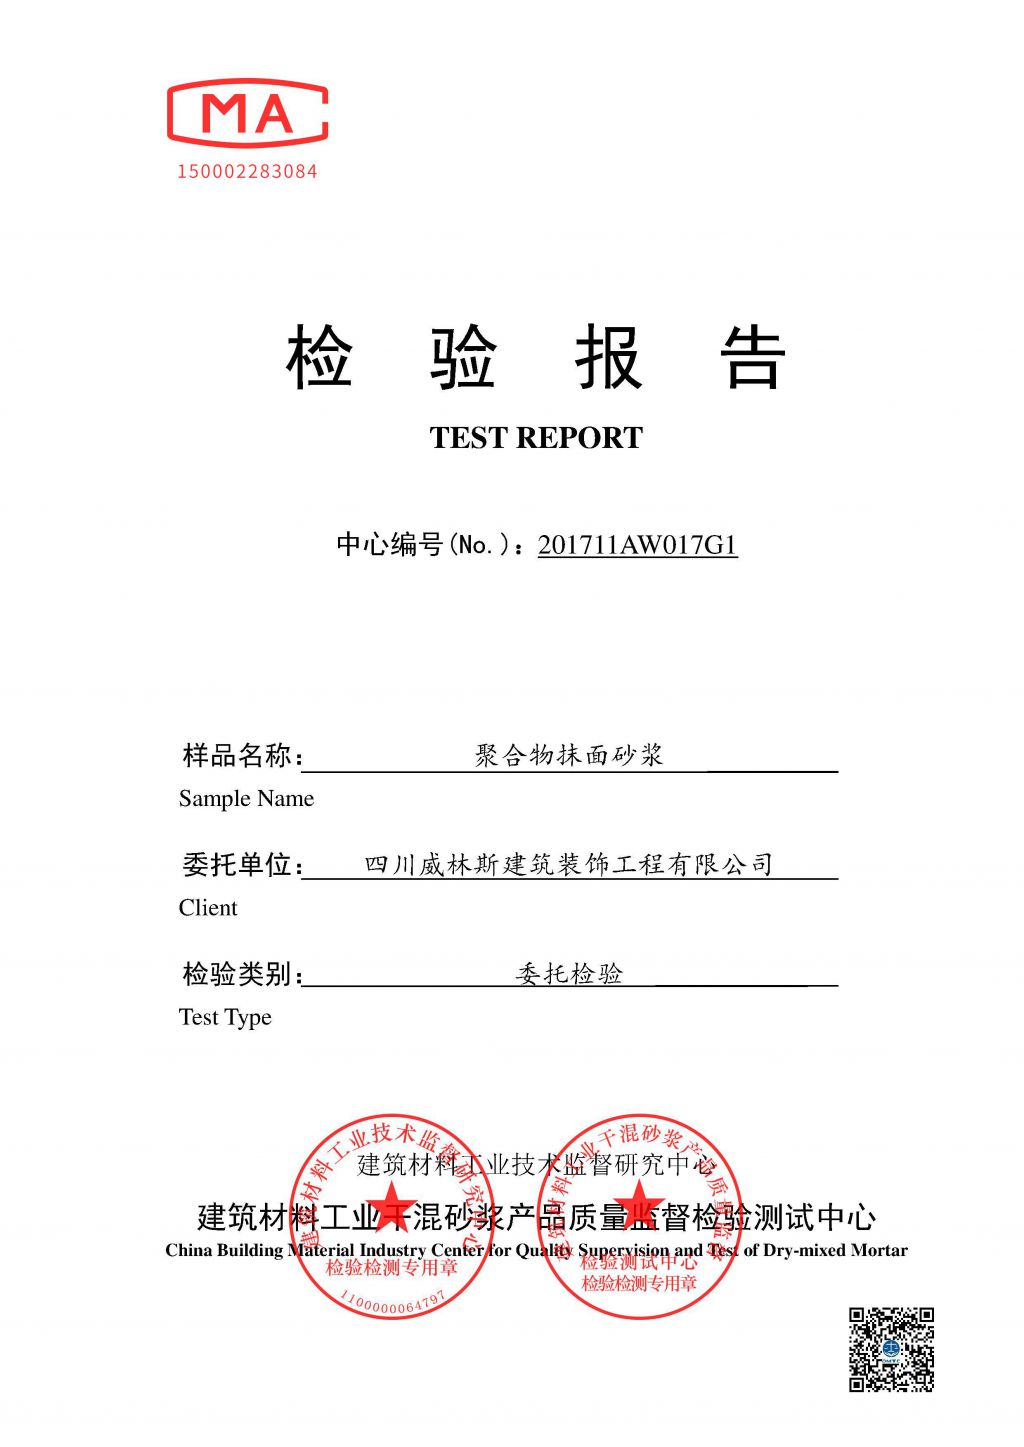 MA
150002283084
检验报告
TEST REPORT
中心编号(No.)：201711AW017G1
样品名称：聚合物抹面砂浆
Sample Name
委托单位：四川威林斯建筑装饰工程有限公司
Client
检验类别：委托检验
Test Type
建筑材料工业技术监督研究中心
建筑材料工业干混砂浆产品质量监督检验测试中心
China Building Material Industry Center for Quality Supervision and Test of Dry-mixed Mortar
建筑材料工业技术监督研究中心
检验检测专用章
1100000064797
建筑材料工业干混砂浆产品质量监督
检验测试中心
检验检测专用章